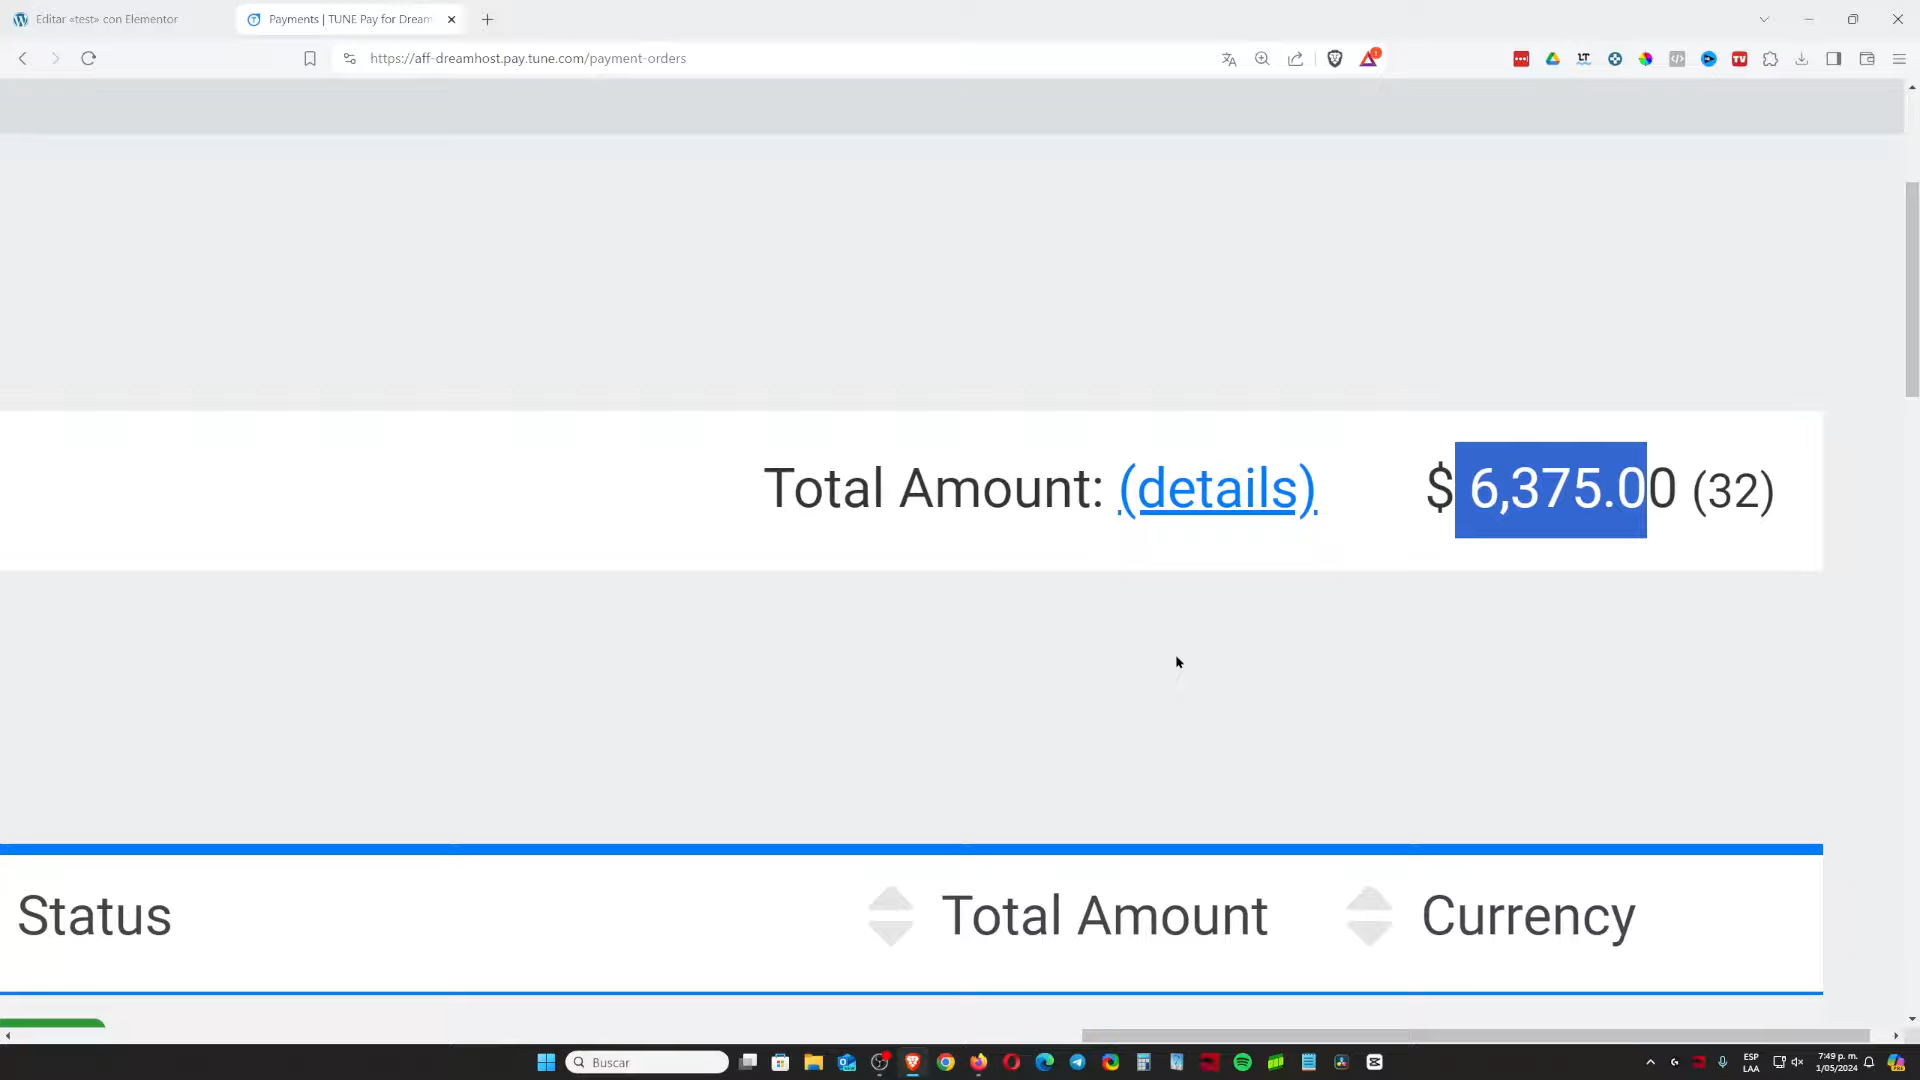 Editar «test» con Elementor
Payments | TUNE Pay for Dream
https://aff-dreamhost.pay.tune.com/payment-orders
Total Amount: (details) $ 6,375.00 (32)
Status Total Amount Currency
Buscar
ESP
LAA
7:49 p. m.
1/05/2024